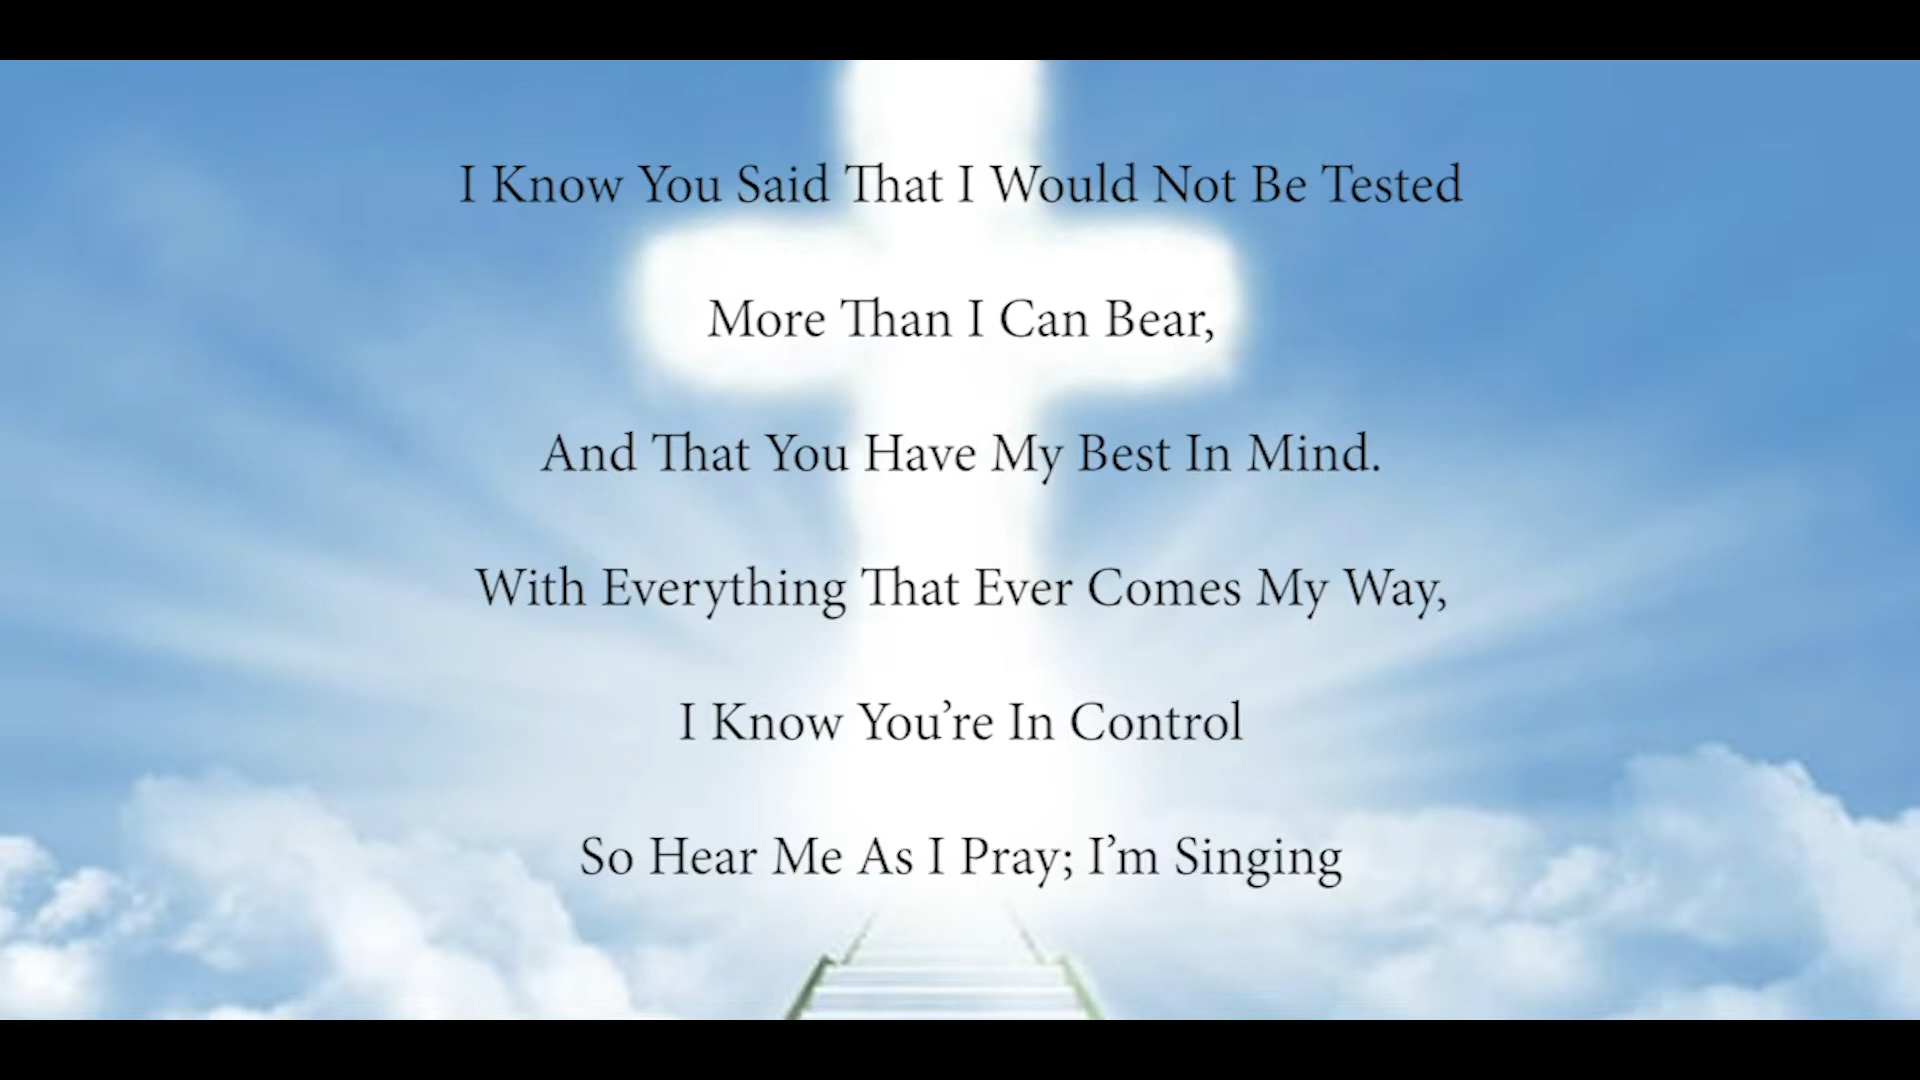 I Know You Said That I Would Not Be Tested
More Than I Can Bear,
And That You Have My Best In Mind.
With Everything That Ever Comes My Way,
I Know You’re In Control
So Hear Me As I Pray; I’m Singing